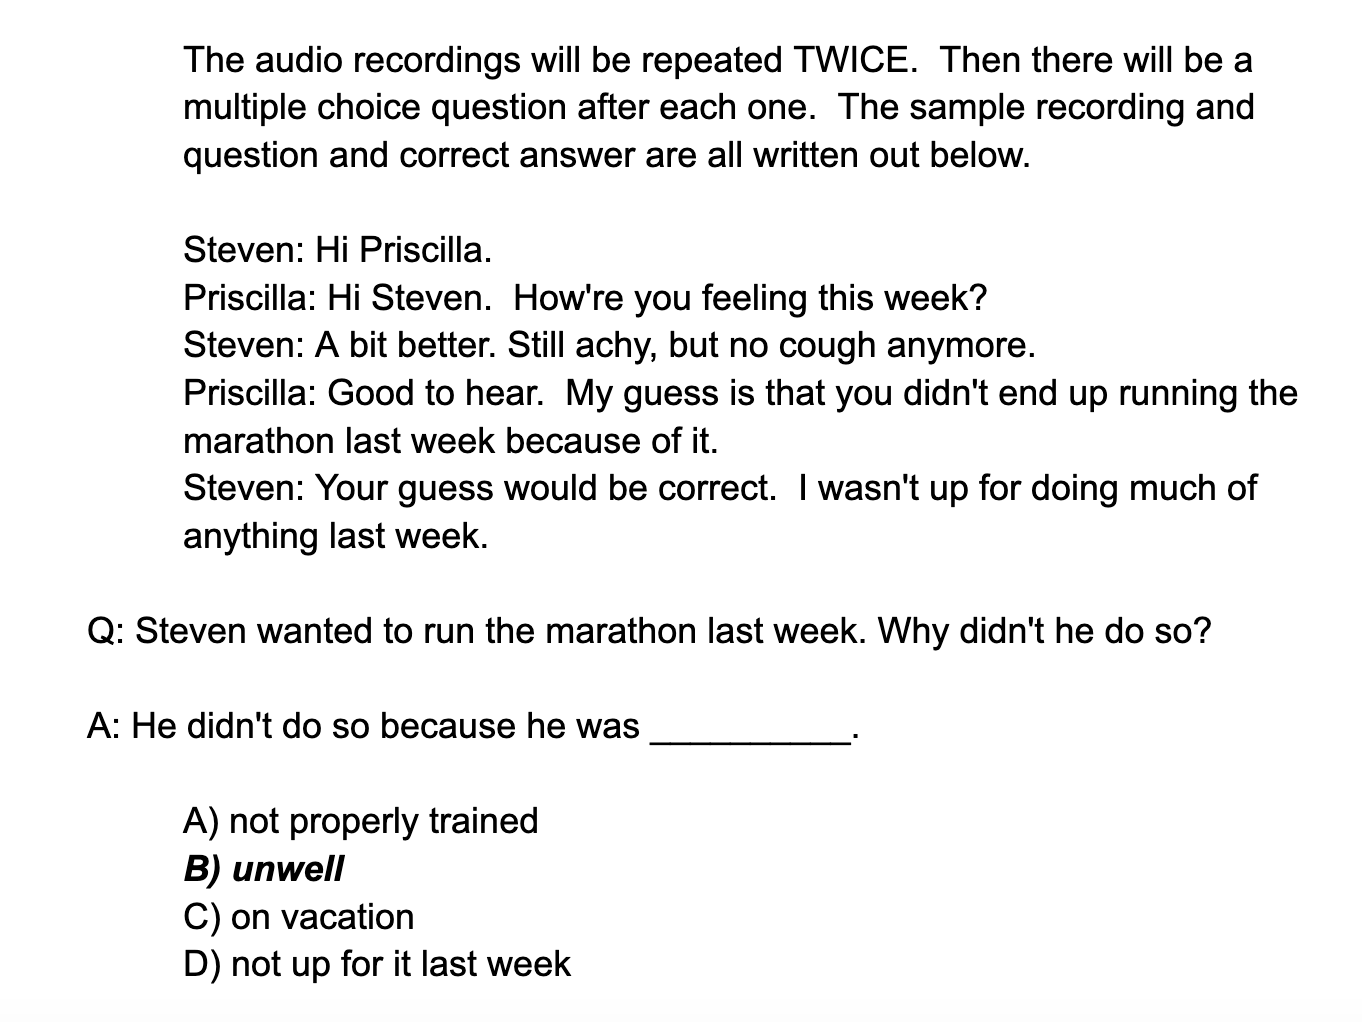 The audio recordings will be repeated TWICE.  Then there will be a
multiple choice question after each one.  The sample recording and
question and correct answer are all written out below.
Steven: Hi Priscilla.
Priscilla: Hi Steven.  How're you feeling this week?
Steven: A bit better. Still achy, but no cough anymore.
Priscilla: Good to hear.  My guess is that you didn't end up running the
marathon last week because of it.
Steven: Your guess would be correct.  I wasn't up for doing much of
anything last week.
Q: Steven wanted to run the marathon last week. Why didn't he do so?
A: He didn't do so because he was __________.
A) not properly trained
B) unwell
C) on vacation
D) not up for it last week